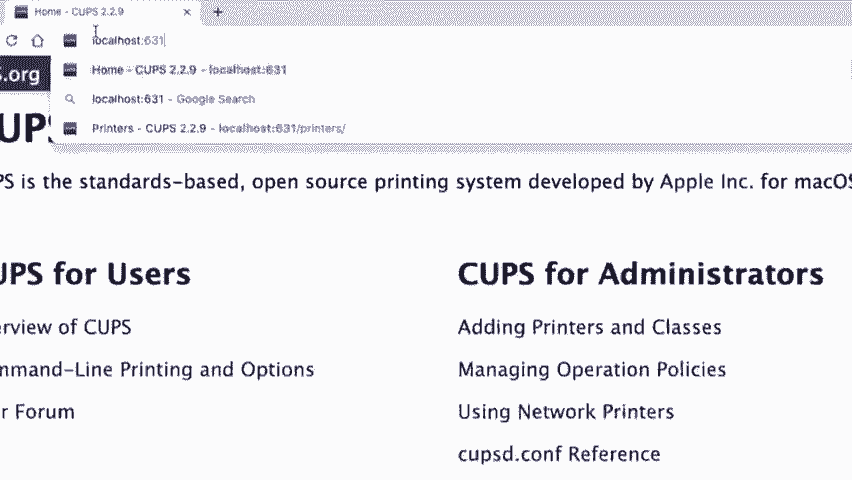 Home - CUPS 2.2.9
localhost:631
Home - CUPS 2.2.9 - localhost:631
localhost:631 - Google Search
Printers - CUPS 2.2.9 - localhost:631/printers/
S.org
UPS
PS is the standards-based, open source printing system developed by Apple Inc. for macOS
UPS for Users
CUPS for Administrators
erview of CUPS
Adding Printers and Classes
mmand-Line Printing and Options
Managing Operation Policies
r Forum
Using Network Printers
cupsd.conf Reference